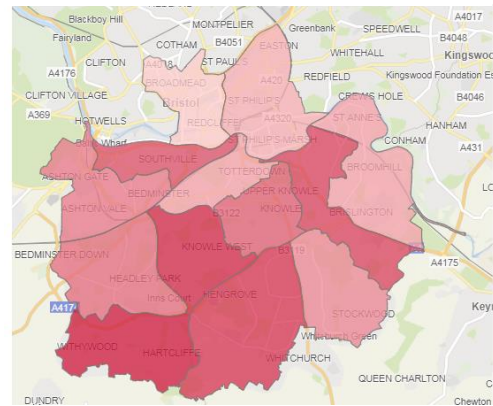 Blackboy Hill
MONTPELIER
Greenbank
SPEEDWELL
A4017
Fairyland
COTHAM
B4051
EASTON
WHITEHALL
B4048
A4176
CLIFTON
A4018
ST PAUL'S
Kingswood
BROADMEAD
A420
REDFIELD
Kingswood Foundation Es
CLIFTON VILLAGE
Bristol
ST PHILIP'S
CREWS HOLE
B4046
A369
HOTWELLS
REDCLIFFE
A4320
ST ANNE'S
HANHAM
Wharf
ST PHILIP'S MARSH
CONHAM
A431
SOUTHVILLE
ASHTON GATE
TOTTERDOWN
BROOMHILL
BEDMINSTER
UPPER KNOWLE
ASHTON VALE
B3122
KNOWLE
BRISLINGTON
BEDMINSTER DOWN
KNOWLE WEST
B3119
A4175
HEADLEY PARK
Inns Court
HENGROVE
A4174
STOCKWOOD
Keyn
Whitchurch Green
WITHYWOOD
HARTCLIFFE
WHITCHURCH
QUEEN CHARLTON
DUNDRY
Chewton